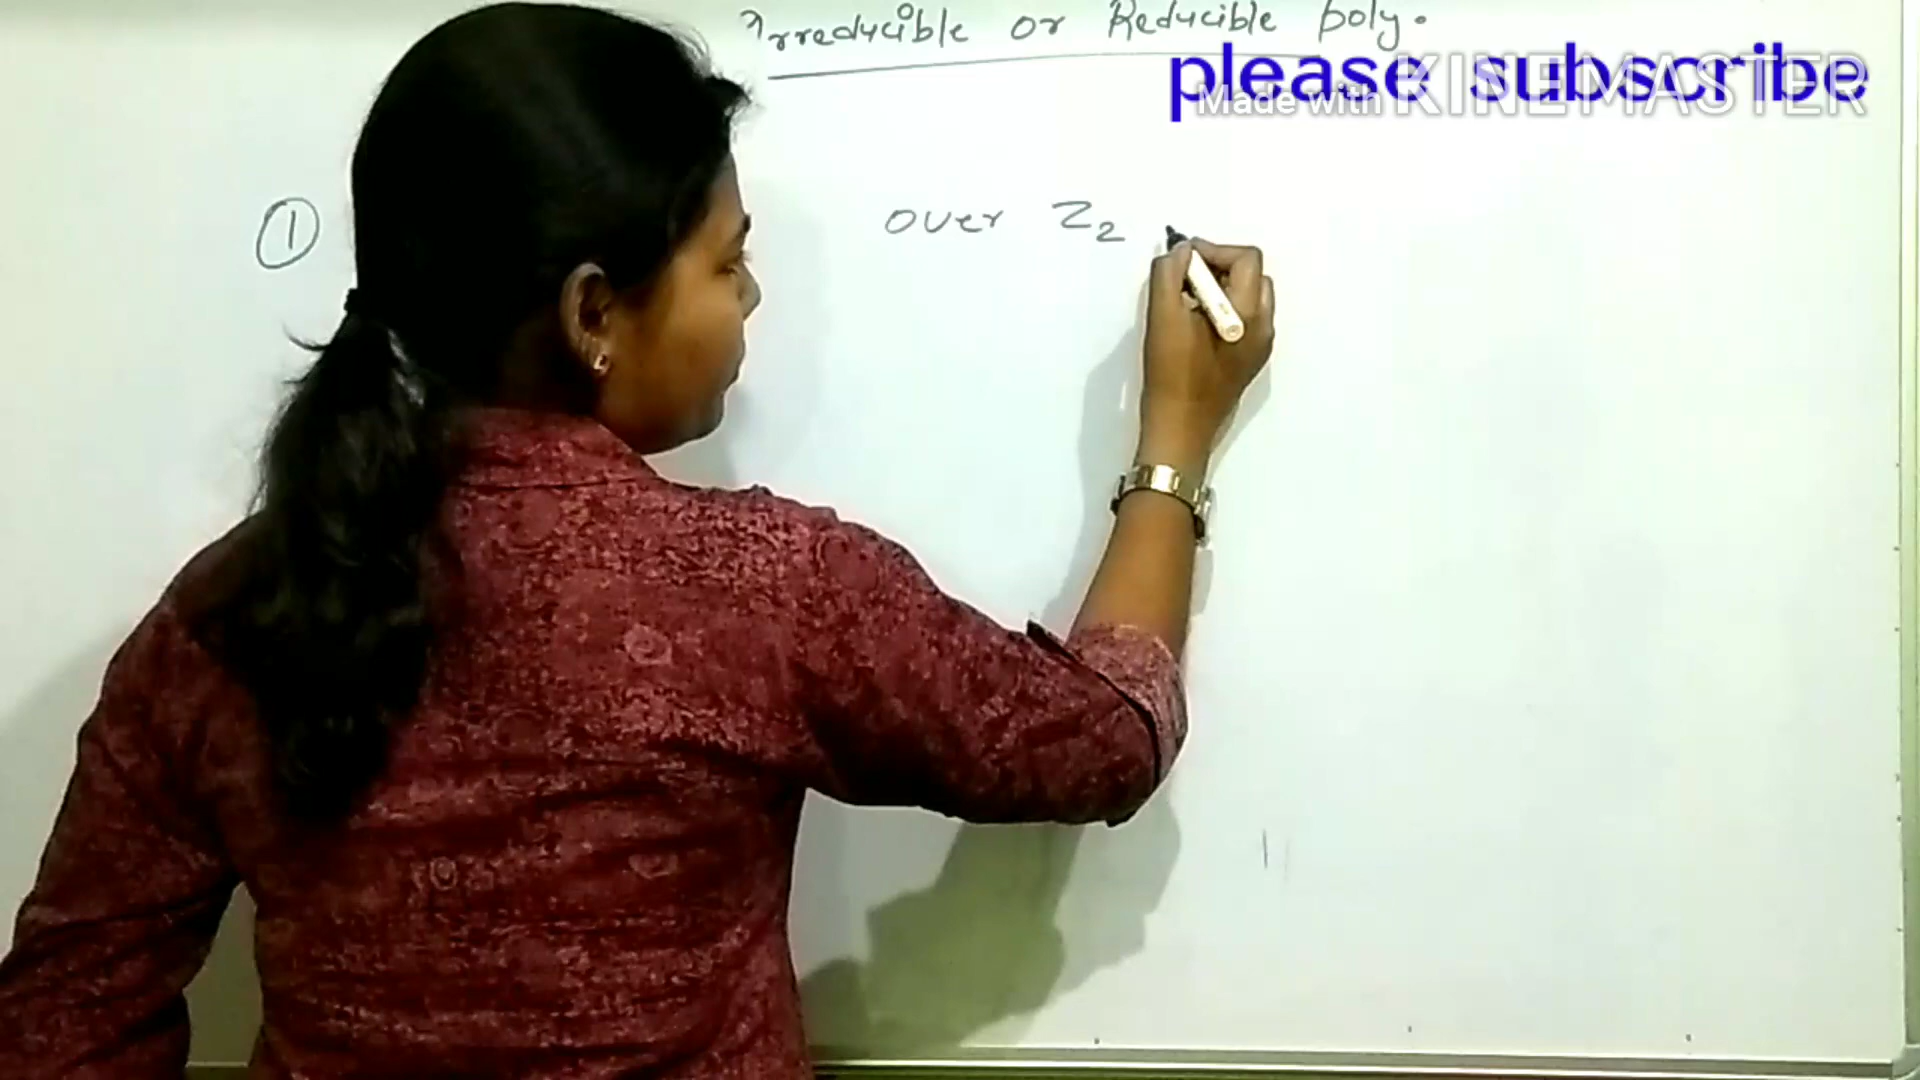 Irreducible or Reducible poly.
please subscribe
Made with KINEMASTER
① over Z₂